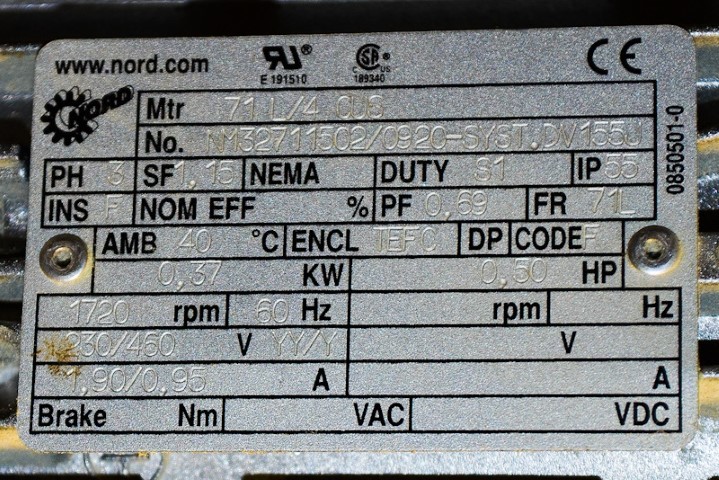 www.nord.com
RU®
E 191510
CSA® C US
189340
CE
NORD
Mtr 71 L/4 CUS
No. NM32711502/0920-SYST.DV155J
PH 3 SF 1,15 NEMA DUTY S1 IP 55
INS F NOM EFF % PF 0,69 FR 71L
AMB 40 °C ENCL TEFC DP CODE F
0,37 KW 0,50 HP
1720 rpm 60 Hz rpm Hz
230/460 V YY/Y V
1,90/0,95 A A
Brake Nm VAC VDC
0850501-0